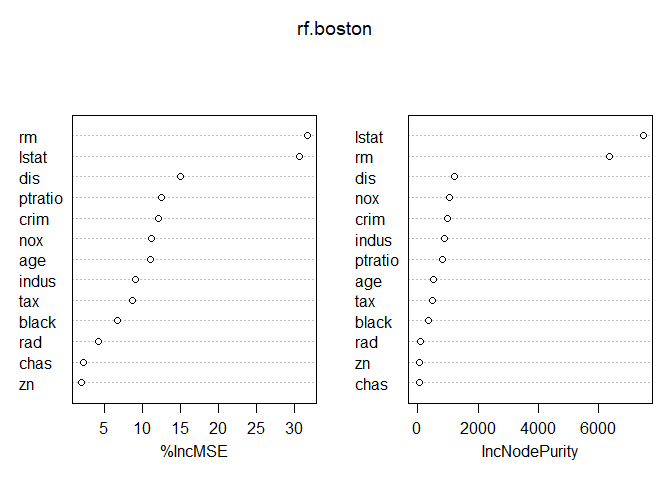 rf.boston
rm
lstat
dis
ptratio
crim
nox
age
indus
tax
black
rad
chas
zn
5 10 15 20 25 30
%IncMSE
lstat
rm
dis
nox
crim
indus
ptratio
age
tax
black
rad
zn
chas
0 2000 4000 6000
IncNodePurity